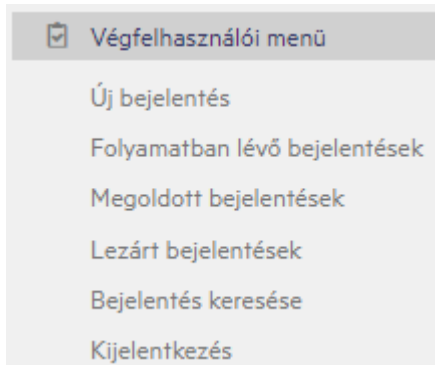 Végfelhasználói menü
Új bejelentés
Folyamatban lévő bejelentések
Megoldott bejelentések
Lezárt bejelentések
Bejelentés keresése
Kijelentkezés